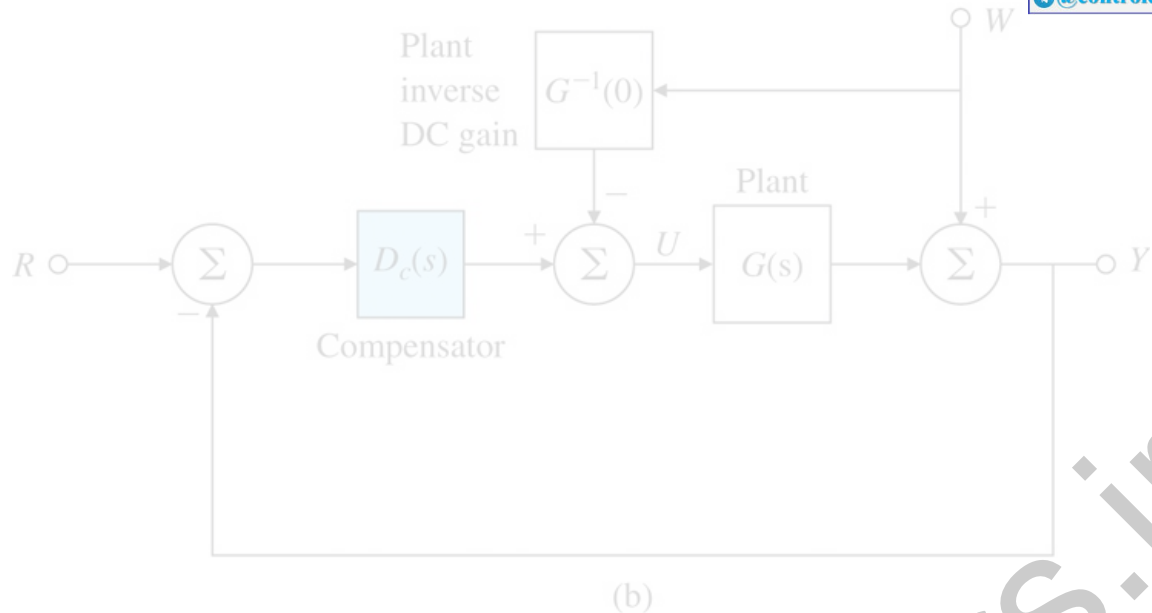 W
Plant
inverse
DC gain
G⁻¹(0)
−
Plant
+
R
Σ
D_c(s)
+
Σ
U
G(s)
Σ
Y
−
Compensator
(b)